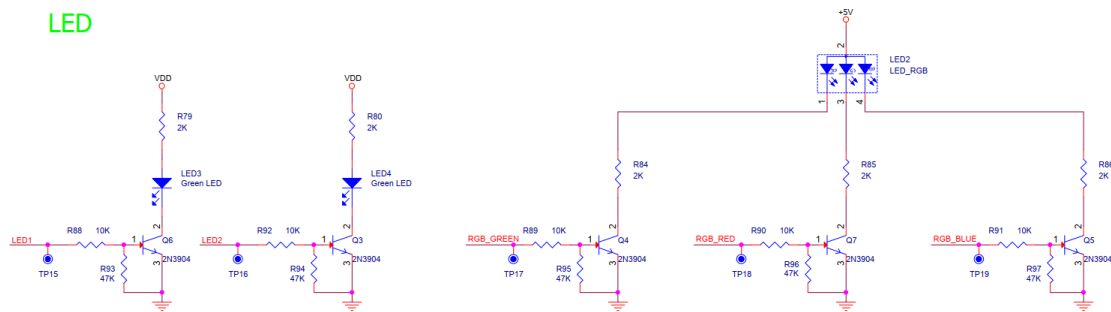 LED
+5V
2
LED2
LED_RGB
VDD
VDD
1
3
4
R79
2K
R80
2K
LED3
Green LED
LED4
Green LED
R84
2K
R85
2K
R86
2K
LED1
R88 10K
1
2
Q6
2N3904
3
TP15
R93
47K
LED2
R92 10K
1
2
Q3
2N3904
3
TP16
R94
47K
RGB_GREEN
R89 10K
1
2
Q4
2N3904
3
TP17
R95
47K
RGB_RED
R90 10K
1
2
Q7
2N3904
3
TP18
R96
47K
RGB_BLUE
R91 10K
1
2
Q5
2N3904
3
TP19
R97
47K